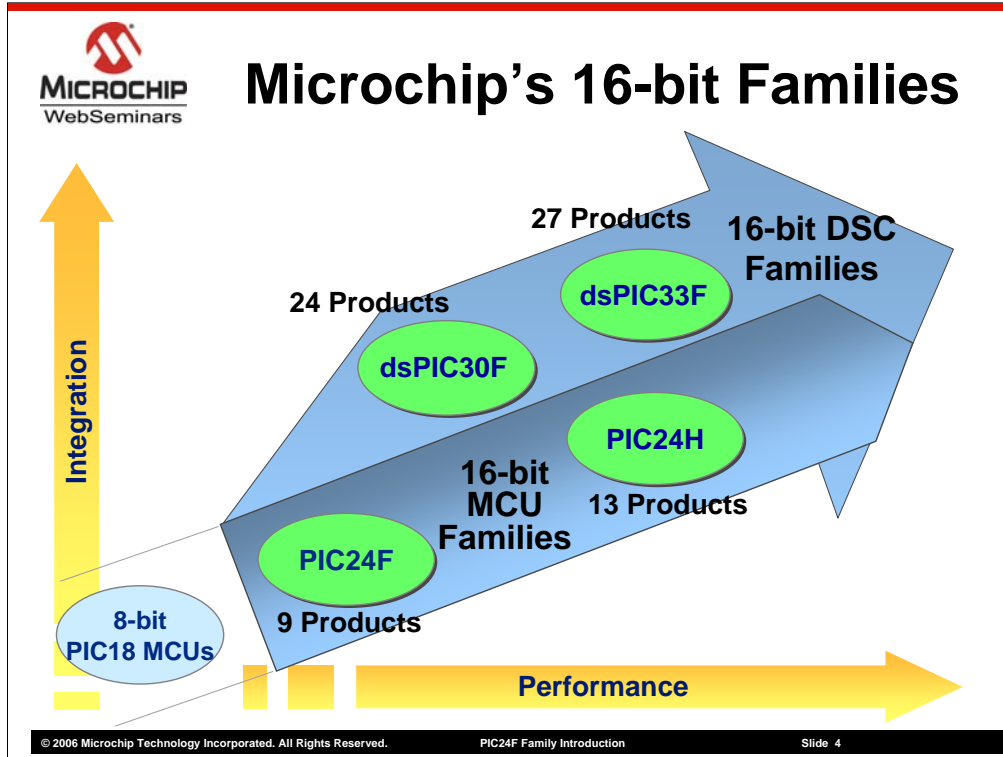 MICROCHIP
WebSeminars
Microchip's 16-bit Families
27 Products
16-bit DSC
Families
dsPIC33F
24 Products
dsPIC30F
Integration
PIC24H
16-bit
MCU
Families
13 Products
PIC24F
9 Products
8-bit
PIC18 MCUs
Performance
© 2006 Microchip Technology Incorporated. All Rights Reserved.
PIC24F Family Introduction
Slide 4